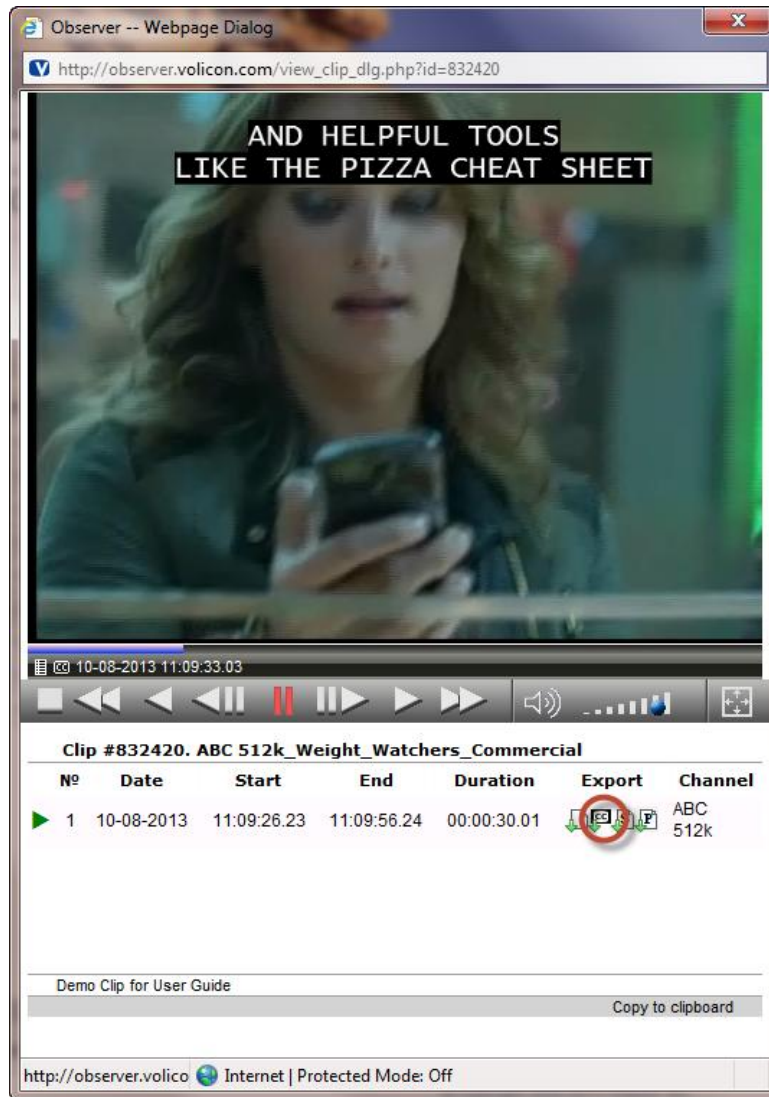 Observer -- Webpage Dialog
http://observer.volicon.com/view_clip_dlg.php?id=832420
AND HELPFUL TOOLS
LIKE THE PIZZA CHEAT SHEET
CC 10-08-2013 11:09:33.03
Clip #832420. ABC 512k_Weight_Watchers_Commercial
Nº Date Start End Duration Export Channel
1 10-08-2013 11:09:26.23 11:09:56.24 00:00:30.01 CC P ABC
512k
Demo Clip for User Guide
Copy to clipboard
http://observer.volico Internet | Protected Mode: Off